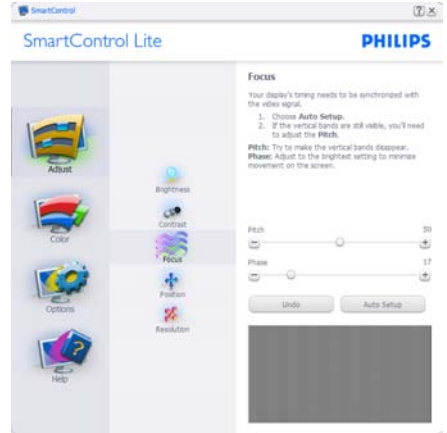 SmartControl
SmartControl Lite
PHILIPS
Adjust
Color
Options
Help
Brightness
Contrast
Focus
Position
Resolution
Focus
Your display's timing needs to be synchronized with
the video signal.
1. Choose Auto Setup.
2. If the vertical bands are still visible, you'll need
to adjust the Pitch.
Pitch: Try to make the vertical bands disappear.
Phase: Adjust to the brightest setting to minimize
movement on the screen.
Pitch 50
Phase 17
Undo Auto Setup